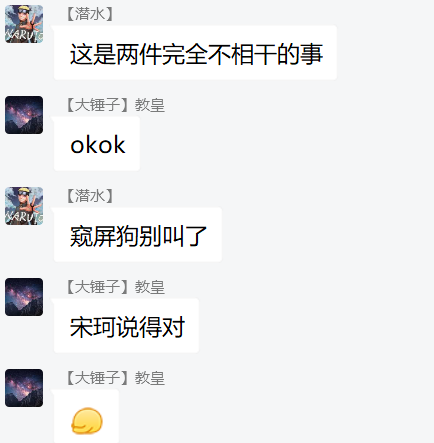 【潜水】
这是两件完全不相干的事
【大锤子】教皇
okok
【潜水】
窥屏狗别叫了
【大锤子】教皇
宋珂说得对
【大锤子】教皇